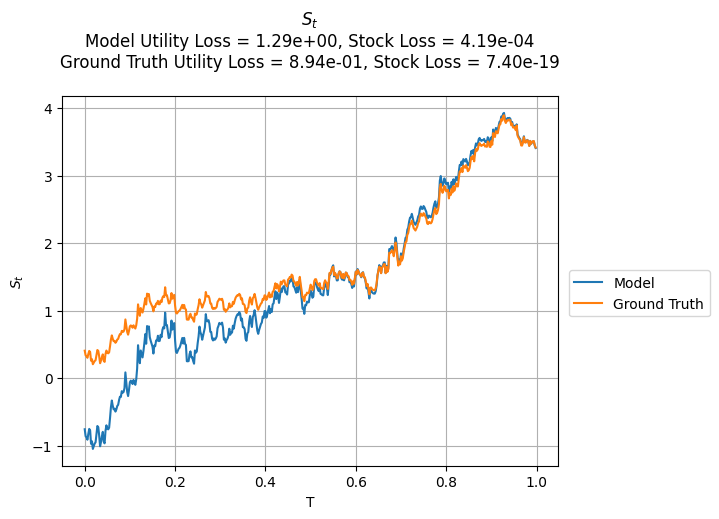 S_t
Model Utility Loss = 1.29e+00, Stock Loss = 4.19e-04
Ground Truth Utility Loss = 8.94e-01, Stock Loss = 7.40e-19
4
3
2
1
0
−1
S_t
0.0 0.2 0.4 0.6 0.8 1.0
T
Model
Ground Truth